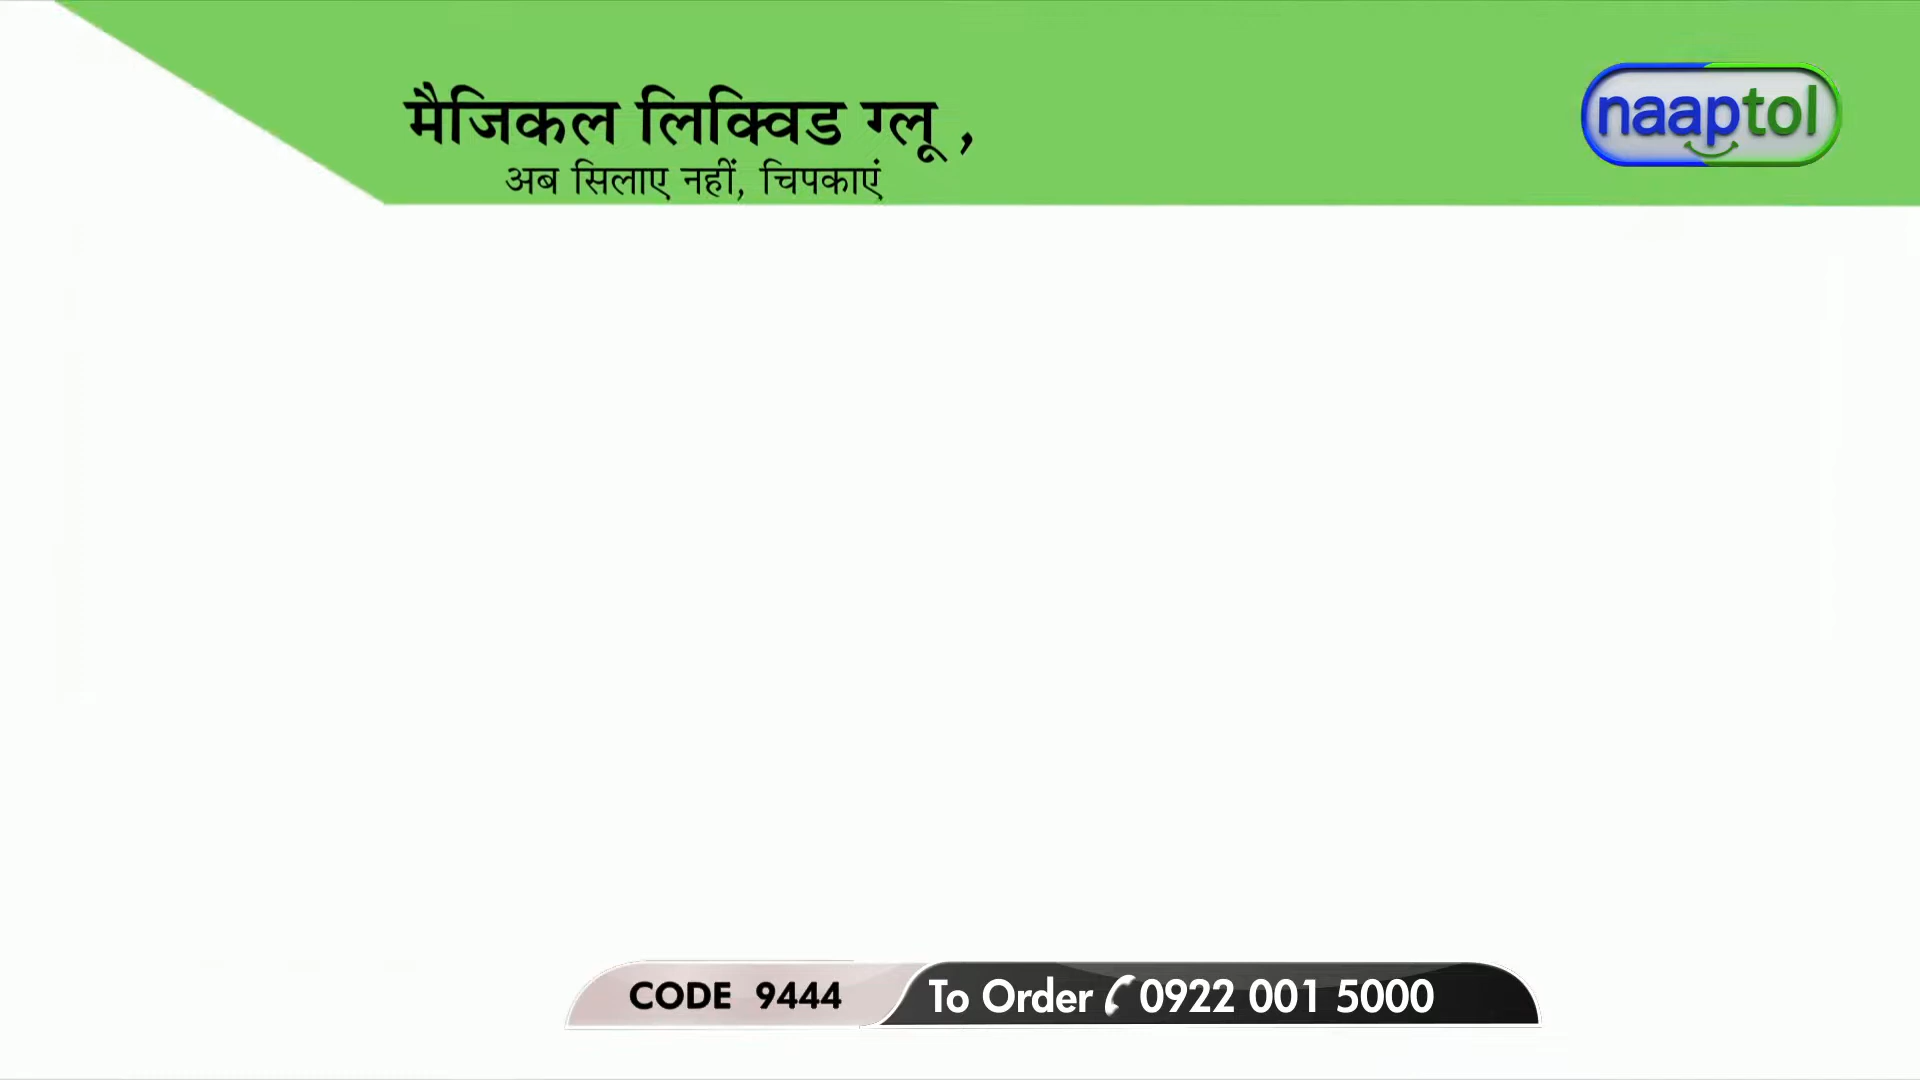 मैजिकल लिक्विड ग्लू ,
अब सिलाए नहीं, चिपकाएं
naaptol
CODE 9444 To Order 0922 001 5000